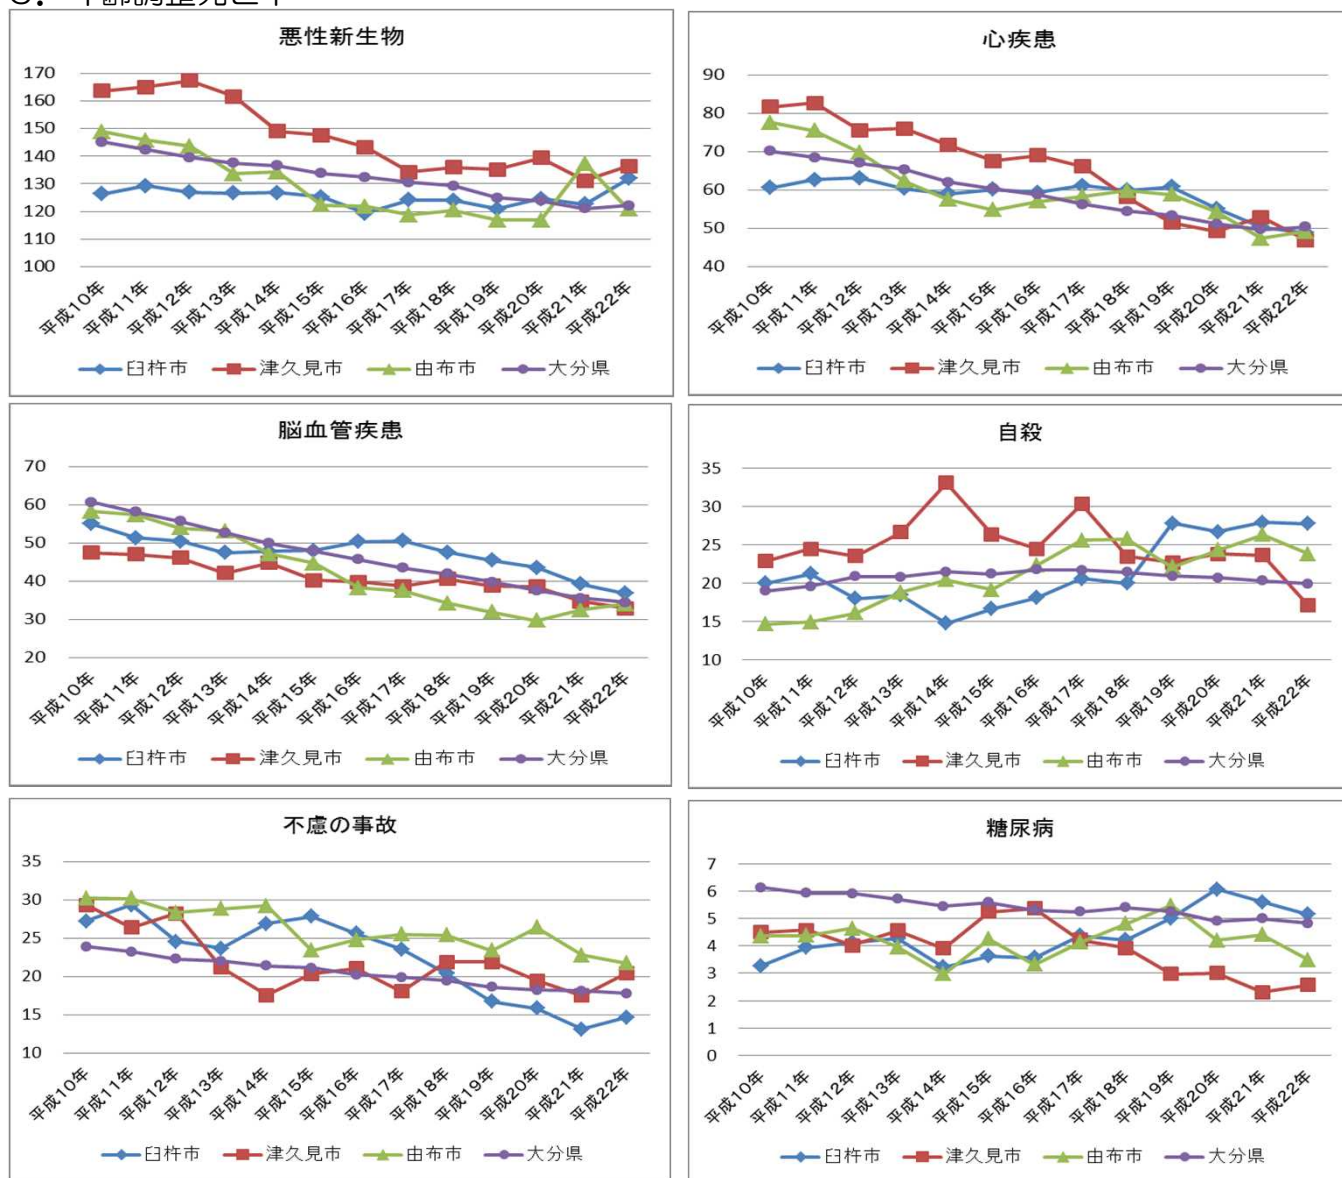 悪性新生物
170
160
150
140
130
120
110
100
平成10年 平成11年 平成12年 平成13年 平成14年 平成15年 平成16年 平成17年 平成18年 平成19年 平成20年 平成21年 平成22年
臼杵市 津久見市 由布市 大分県
心疾患
90
80
70
60
50
40
平成10年 平成11年 平成12年 平成13年 平成14年 平成15年 平成16年 平成17年 平成18年 平成19年 平成20年 平成21年 平成22年
臼杵市 津久見市 由布市 大分県
脳血管疾患
70
60
50
40
30
20
平成10年 平成11年 平成12年 平成13年 平成14年 平成15年 平成16年 平成17年 平成18年 平成19年 平成20年 平成21年 平成22年
臼杵市 津久見市 由布市 大分県
自殺
35
30
25
20
15
10
平成10年 平成11年 平成12年 平成13年 平成14年 平成15年 平成16年 平成17年 平成18年 平成19年 平成20年 平成21年 平成22年
臼杵市 津久見市 由布市 大分県
不慮の事故
35
30
25
20
15
10
平成10年 平成11年 平成12年 平成13年 平成14年 平成15年 平成16年 平成17年 平成18年 平成19年 平成20年 平成21年 平成22年
臼杵市 津久見市 由布市 大分県
糖尿病
7
6
5
4
3
2
1
0
平成10年 平成11年 平成12年 平成13年 平成14年 平成15年 平成16年 平成17年 平成18年 平成19年 平成20年 平成21年 平成22年
臼杵市 津久見市 由布市 大分県